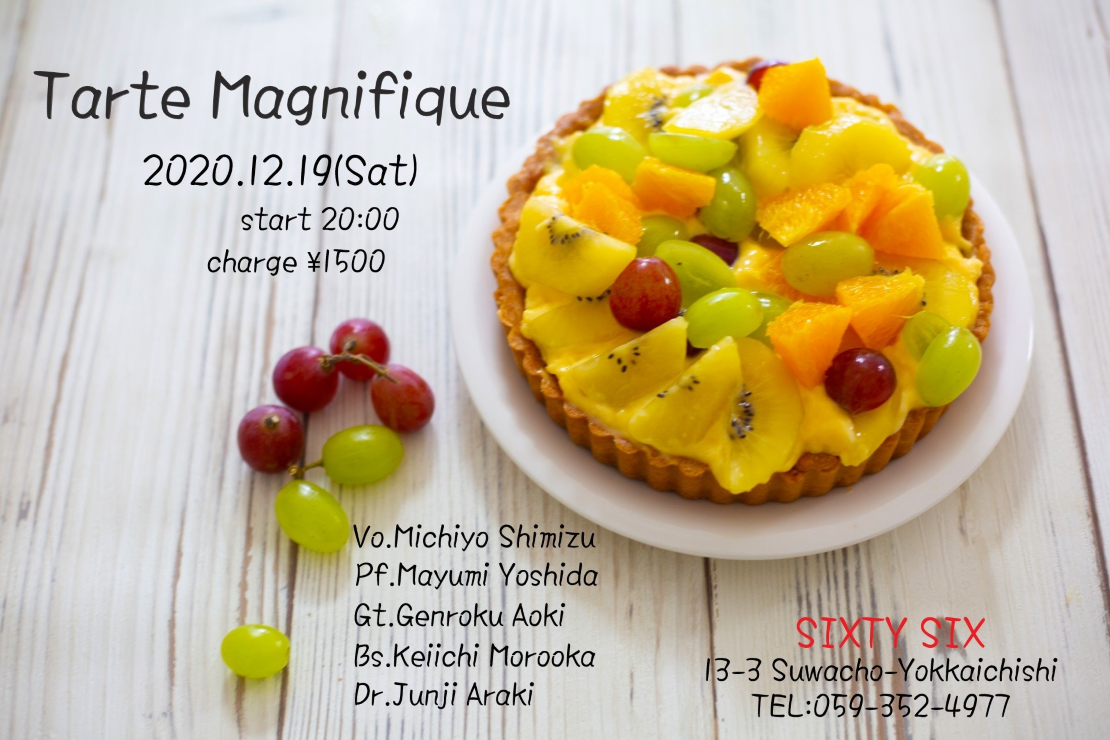 Tarte Magnifique
2020.12.19(Sat)
start 20:00
charge ¥1500
Vo.Michiyo Shimizu
Pf.Mayumi Yoshida
Gt.Genroku Aoki
Bs.Keiichi Morooka
Dr.Junji Araki
SIXTY SIX
13-3 Suwacho-Yokkaichishi
TEL:059-352-4977